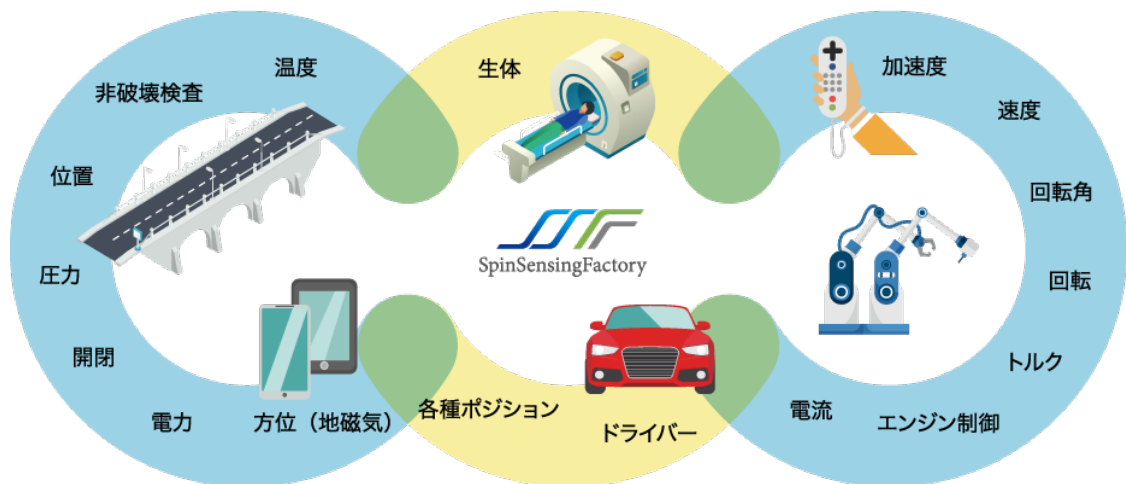 温度
非破壊検査
位置
圧力
開閉
電力
方位（地磁気）
生体
SpinSensingFactory
各種ポジション
ドライバー
加速度
速度
回転角
回転
トルク
エンジン制御
電流